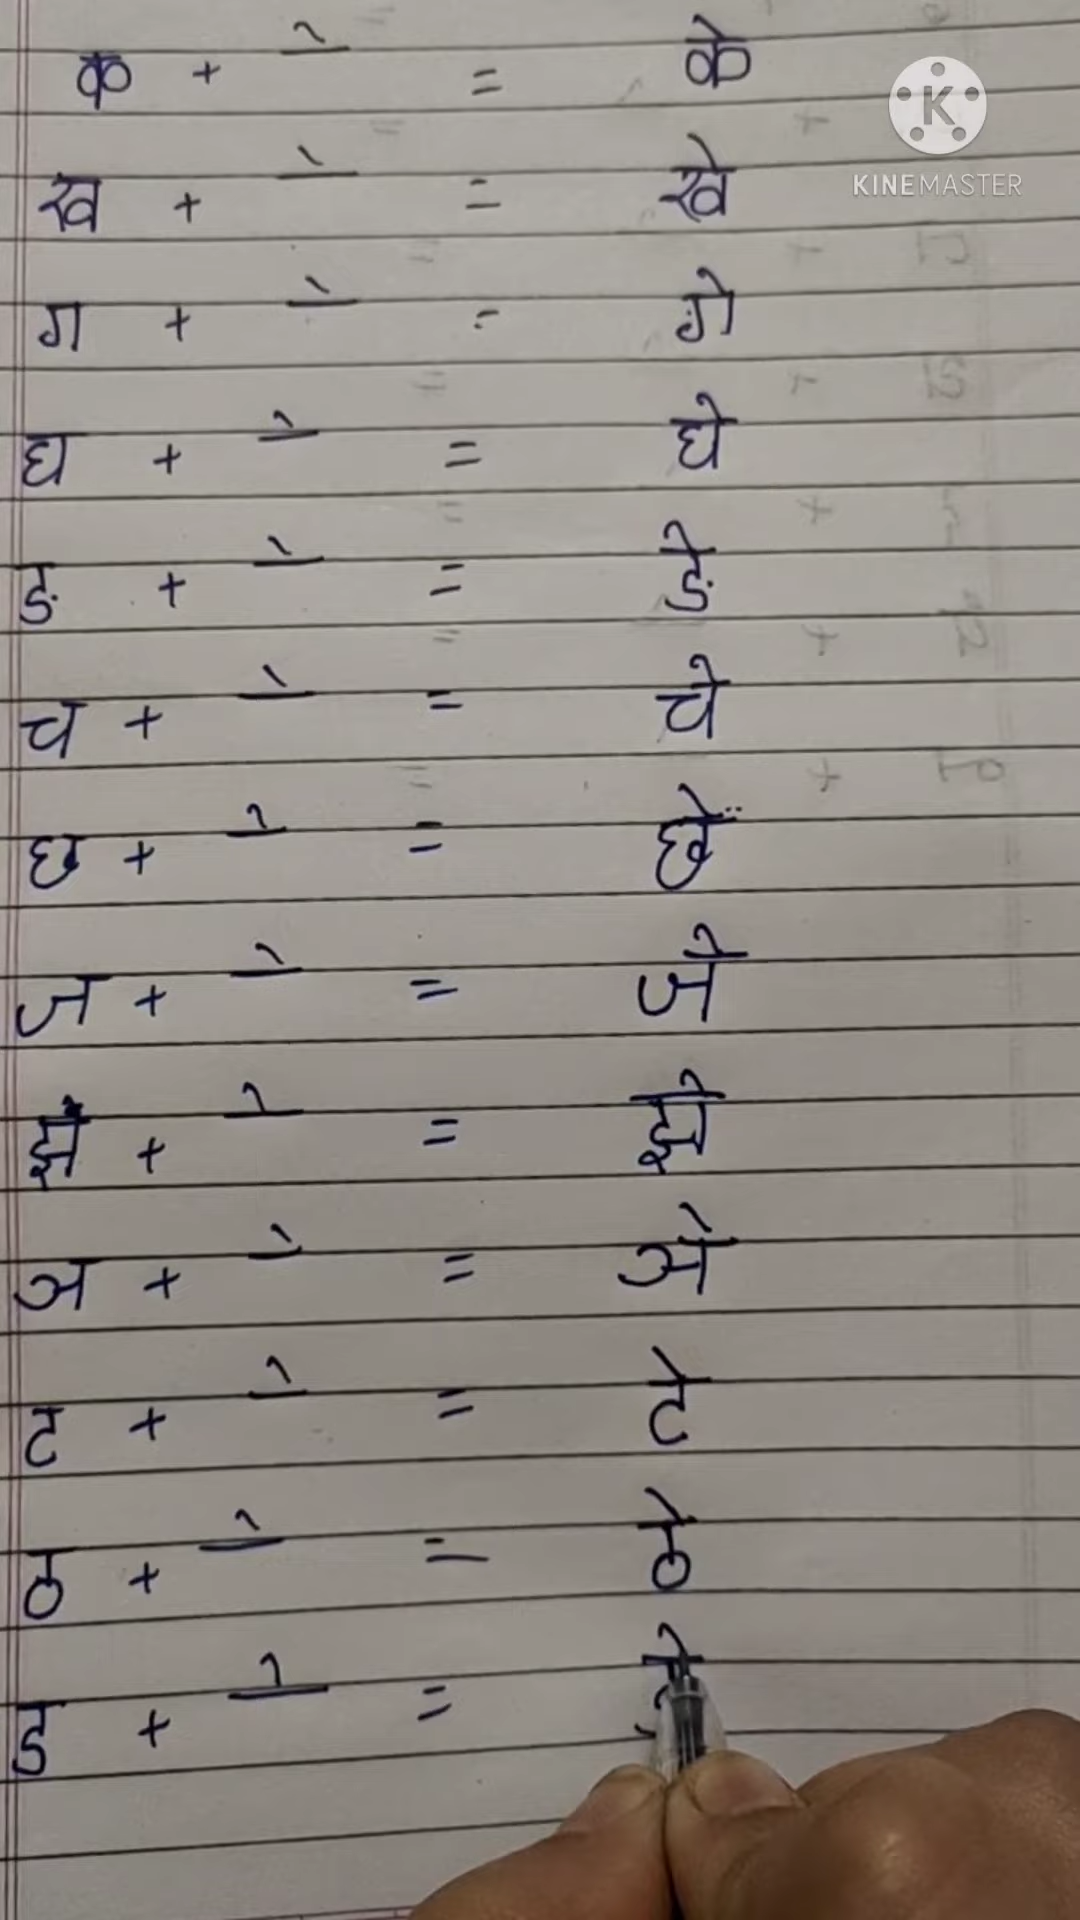 क + े = के
K
KINEMASTER
ख + े = खे
ग + े = गे
घ + े = घे
ङ + े = ङे
च + े = चे
छ + े = छे
ज + े = जे
झ + े = झे
ञ + े = ञे
ट + े = टे
ठ + े = ठे
ड + े =